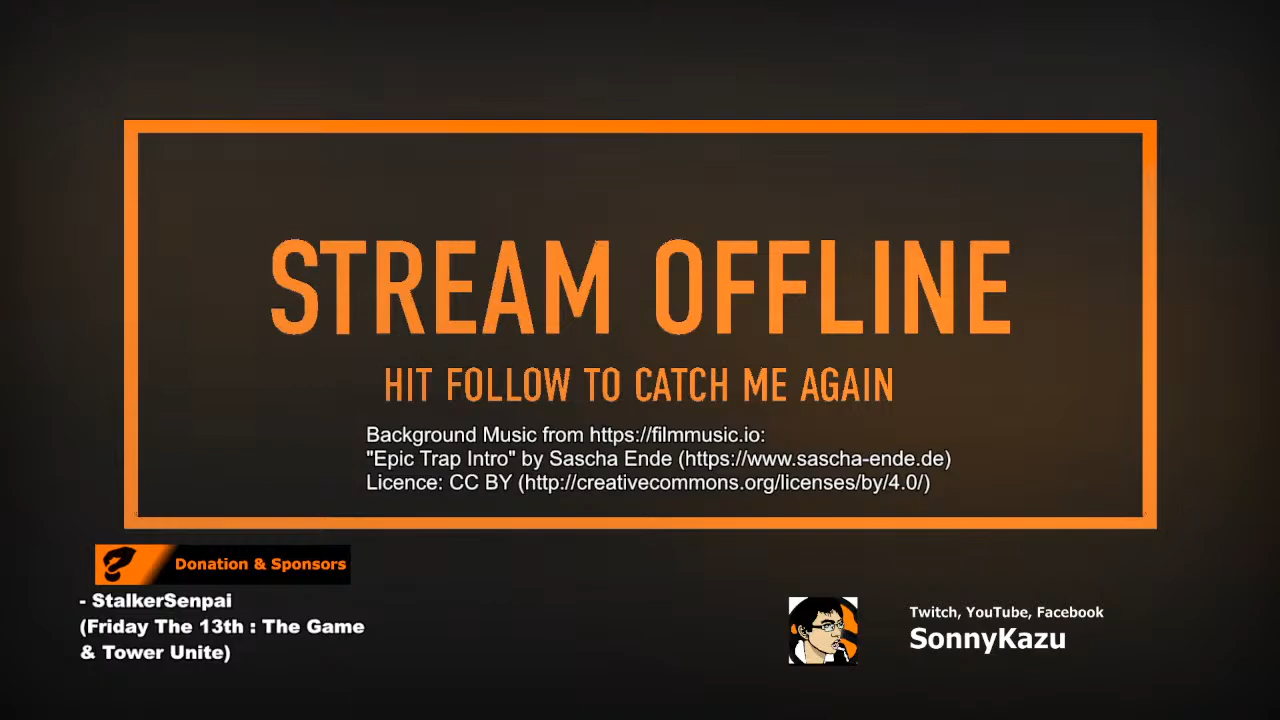 STREAM OFFLINE
HIT FOLLOW TO CATCH ME AGAIN
Background Music from https://filmmusic.io:
"Epic Trap Intro" by Sascha Ende (https://www.sascha-ende.de)
Licence: CC BY (http://creativecommons.org/licenses/by/4.0/)
Donation & Sponsors
- StalkerSenpai
(Friday The 13th : The Game
& Tower Unite)
Twitch, YouTube, Facebook
SonnyKazu